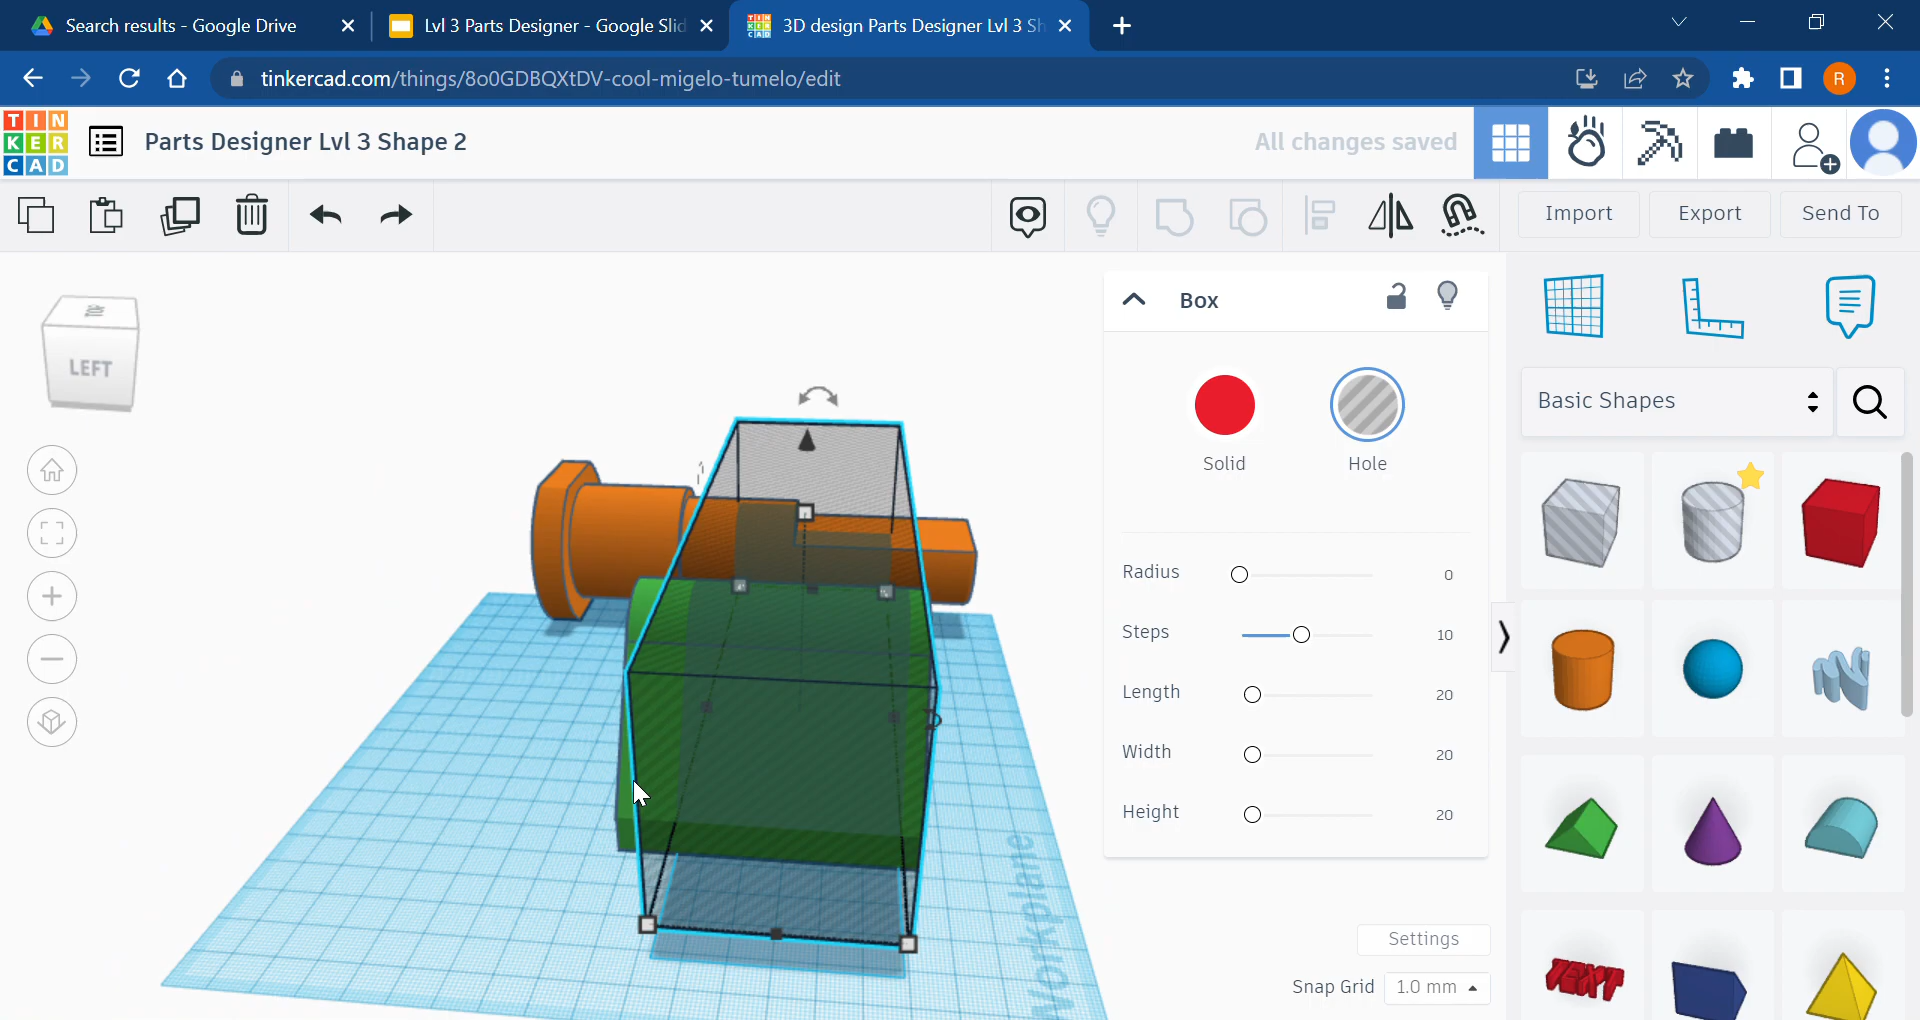 Search results - Google Drive
Lvl 3 Parts Designer - Google Slid
3D design Parts Designer Lvl 3 Sh
tinkercad.com/things/8o0GDBQXtDV-cool-migelo-tumelo/edit
R
TIN
KER
CAD
Parts Designer Lvl 3 Shape 2
All changes saved
Import
Export
Send To
LEFT
Box
Solid
Hole
Radius
0
Steps
10
Length
20
Width
20
Height
20
Basic Shapes
TEXT
Workplane
Settings
Snap Grid
1.0 mm